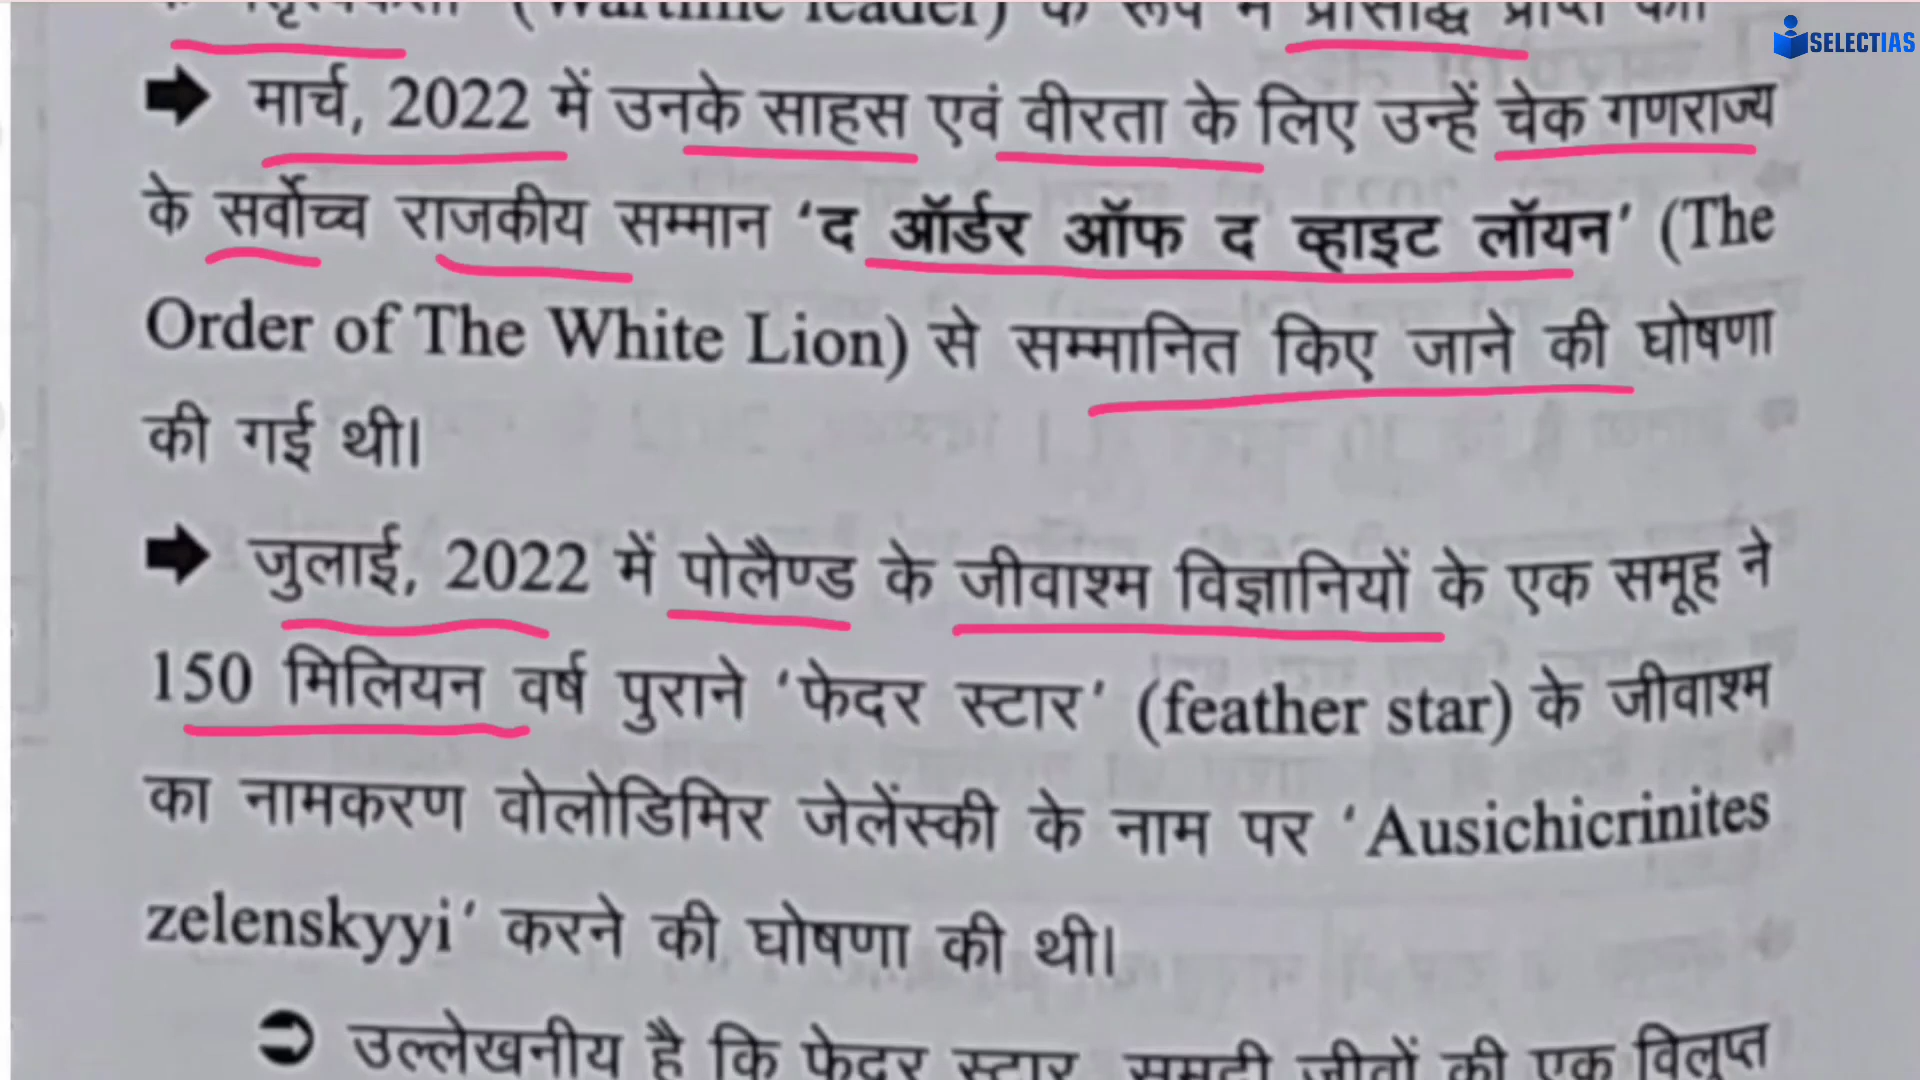 (Wartime leader) के रूप में प्रसिद्धि प्राप्त की।
SELECTIAS
मार्च, 2022 में उनके साहस एवं वीरता के लिए उन्हें चेक गणराज्य
के सर्वोच्च राजकीय सम्मान ‘द ऑर्डर ऑफ द व्हाइट लॉयन’ (The
Order of The White Lion) से सम्मानित किए जाने की घोषणा
की गई थी।
जुलाई, 2022 में पोलैण्ड के जीवाश्म विज्ञानियों के एक समूह ने
150 मिलियन वर्ष पुराने ‘फेदर स्टार’ (feather star) के जीवाश्म
का नामकरण वोलोडिमिर जेलेंस्की के नाम पर ‘Ausichicrinites
zelenskyyi’ करने की घोषणा की थी।
उल्लेखनीय है कि फेदर स्टार समुद्री जीवों की एक विलुप्त